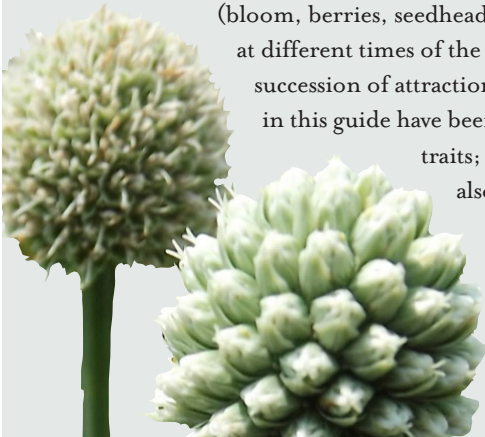 (bloom, berries, seedhead
at different times of the
succession of attraction
in this guide have been
traits;
also